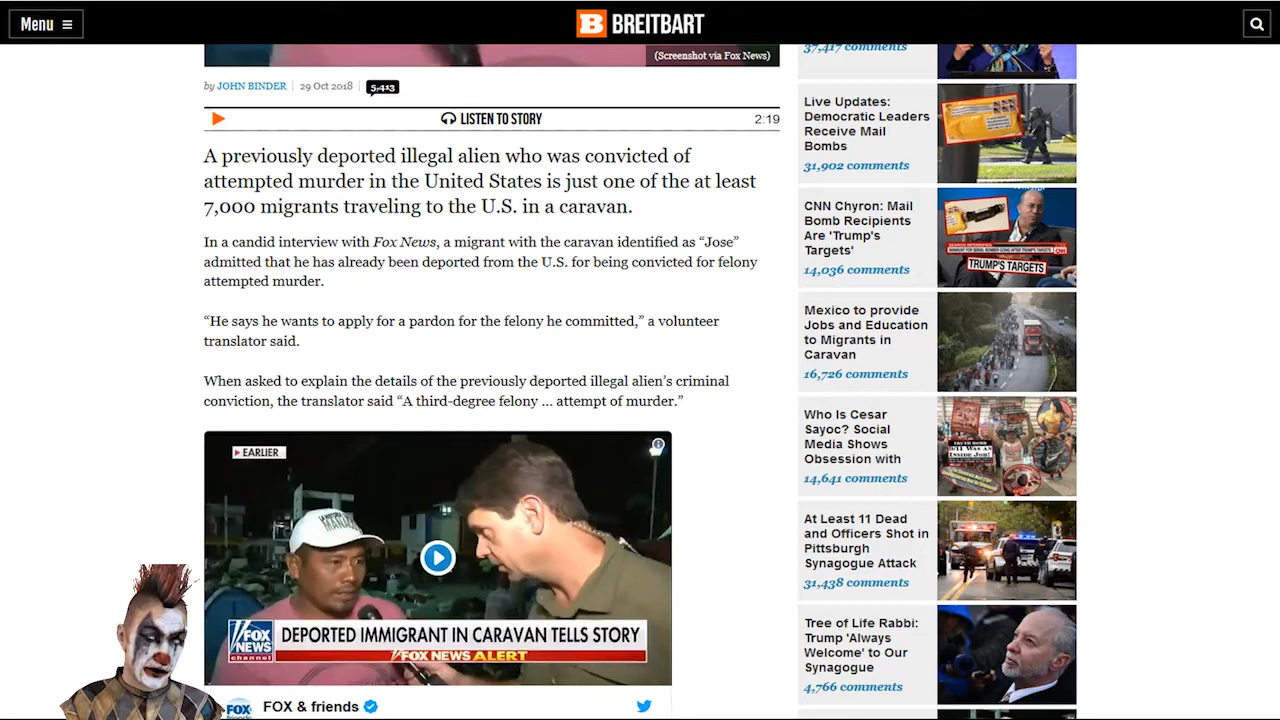 Menu
BREITBART
(Screenshot via Fox News)
by JOHN BINDER 29 Oct 2018 5,413
LISTEN TO STORY 2:19
A previously deported illegal alien who was convicted of
attempted murder in the United States is just one of the at least
7,000 migrants traveling to the U.S. in a caravan.
In a candid interview with Fox News, a migrant with the caravan identified as “Jose”
admitted that he has already been deported from the U.S. for being convicted for felony
attempted murder.
“He says he wants to apply for a pardon for the felony he committed,” a volunteer
translator said.
When asked to explain the details of the previously deported illegal alien’s criminal
conviction, the translator said “A third-degree felony ... attempt of murder.”
EARLIER
FOX
NEWS
channel
DEPORTED IMMIGRANT IN CARAVAN TELLS STORY
FOX NEWS ALERT
FOX
FOX & friends
37,417 comments
Live Updates:
Democratic Leaders
Receive Mail
Bombs
31,902 comments
CNN Chyron: Mail
Bomb Recipients
Are 'Trump's
Targets'
14,036 comments
TRUMP'S TARGETS
Mexico to provide
Jobs and Education
to Migrants in
Caravan
16,726 comments
Who Is Cesar
Sayoc? Social
Media Shows
Obsession with
14,641 comments
At Least 11 Dead
and Officers Shot in
Pittsburgh
Synagogue Attack
31,438 comments
Tree of Life Rabbi:
Trump 'Always
Welcome' to Our
Synagogue
4,766 comments